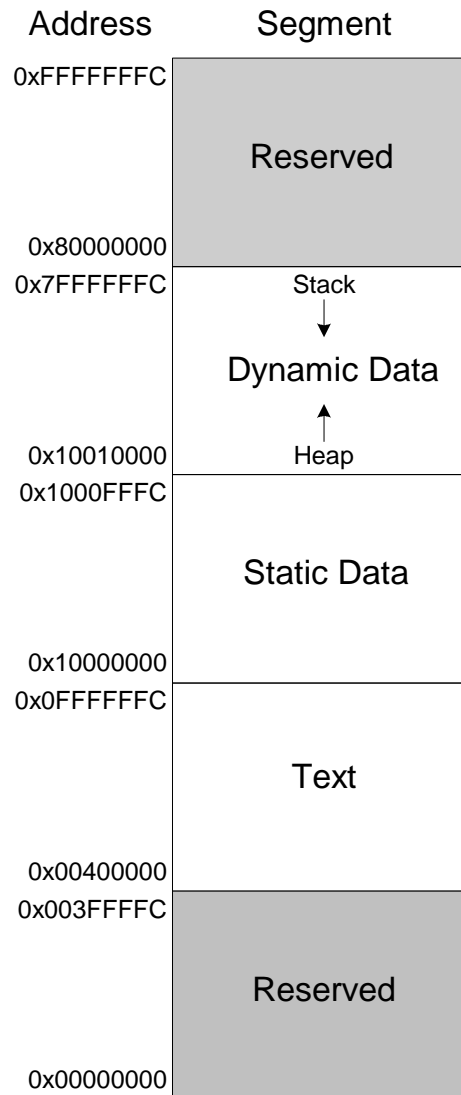 Address Segment
0xFFFFFFFC
Reserved
0x80000000
0x7FFFFFFC Stack
Dynamic Data
0x10010000 Heap
0x1000FFFC
Static Data
0x10000000
0x0FFFFFFC
Text
0x00400000
0x003FFFFC
Reserved
0x00000000